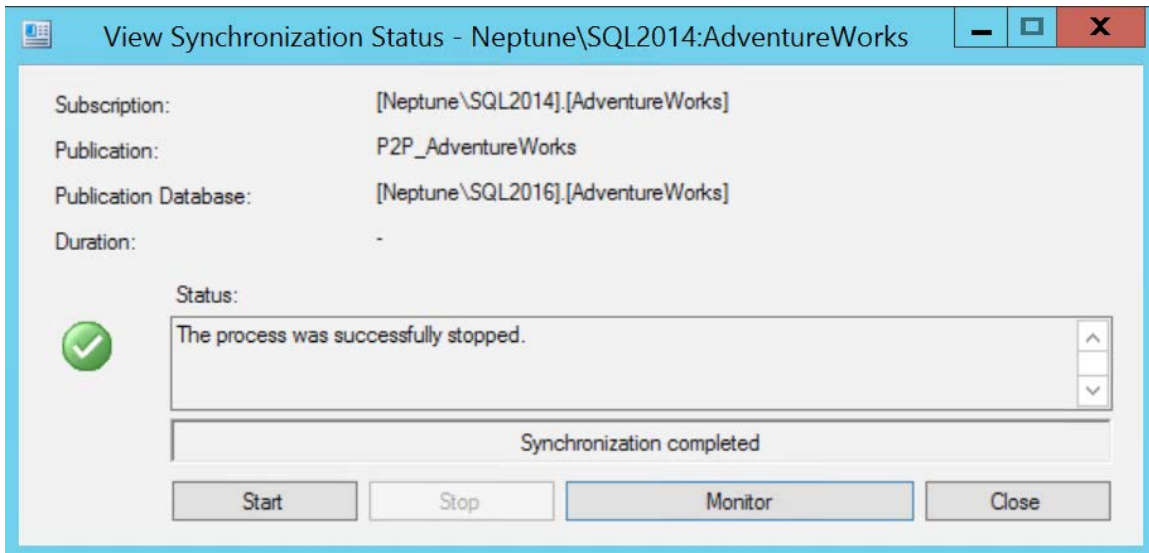 View Synchronization Status - Neptune\SQL2014:AdventureWorks
Subscription: [Neptune\SQL2014].[AdventureWorks]
Publication: P2P_AdventureWorks
Publication Database: [Neptune\SQL2016].[AdventureWorks]
Duration: -
Status:
The process was successfully stopped.
Synchronization completed
Start Stop Monitor Close